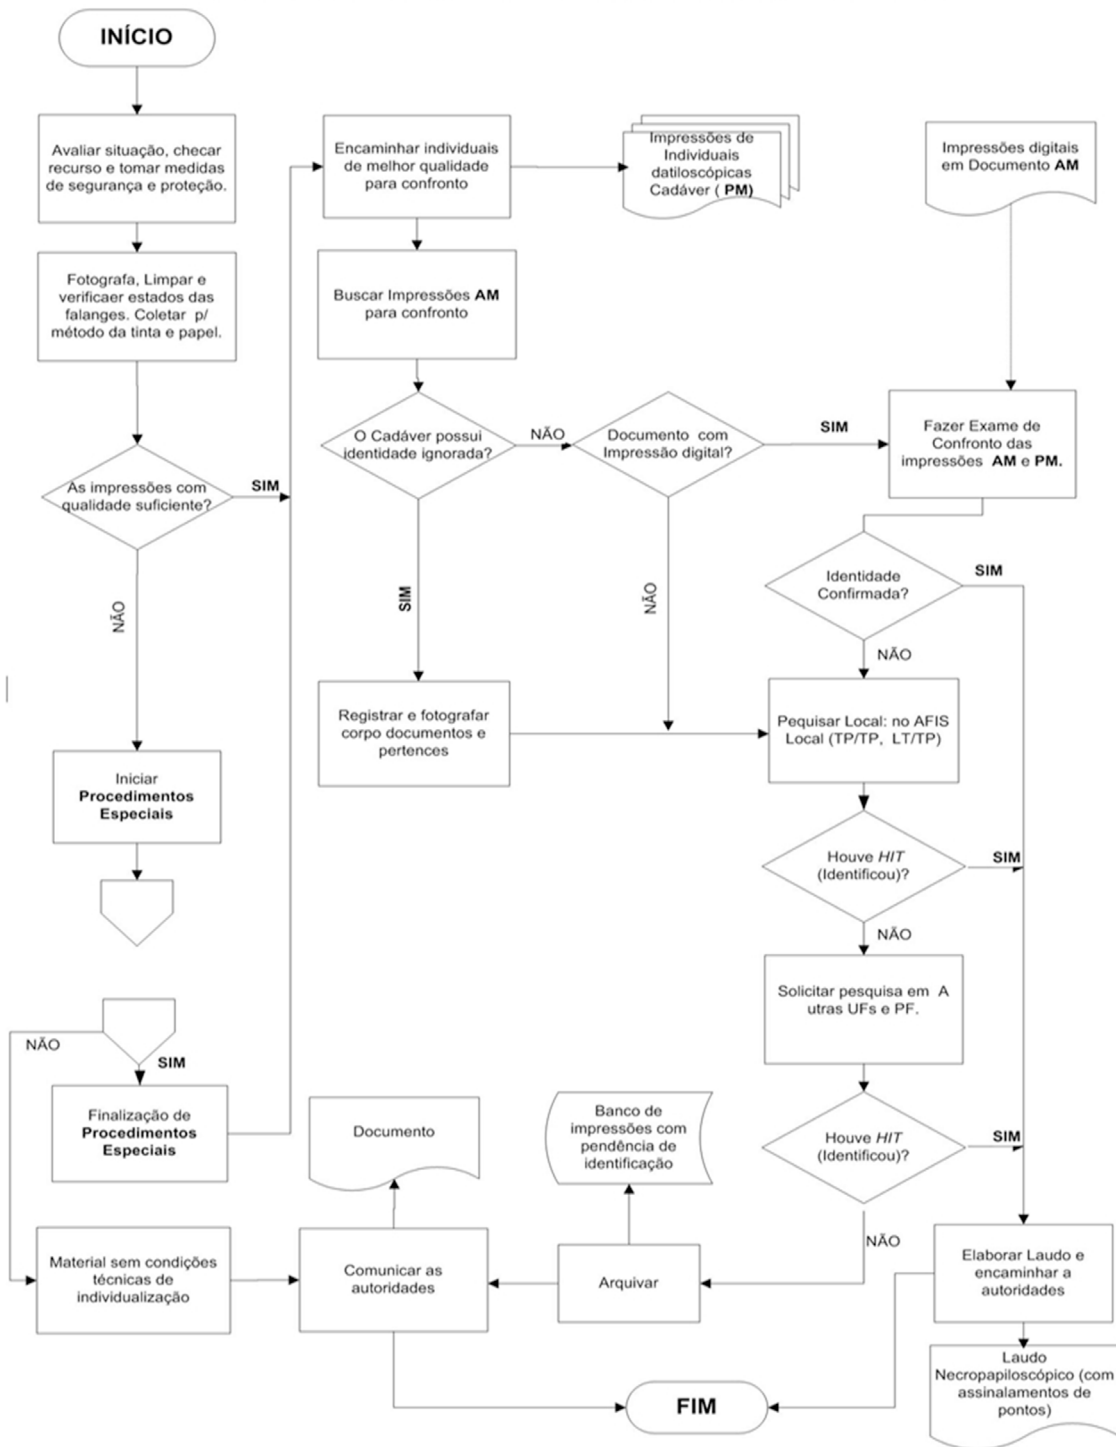 INÍCIO
Avaliar situação, checar
recurso e tomar medidas
de segurança e proteção.
Fotografa, Limpar e
verificaer estados das
falanges. Coletar p/
método da tinta e papel.
As impressões com
qualidade suficiente?
SIM
NÃO
Iniciar
Procedimentos
Especiais
NÃO
SIM
Finalização de
Procedimentos
Especiais
Material sem condições
técnicas de
individualização
Encaminhar individuais
de melhor qualidade
para confronto
Impressões de
Individuais
datiloscópicas
Cadáver ( PM)
Buscar Impressões AM
para confronto
O Cadáver possui
identidade ignorada?
NÃO
SIM
Documento com
Impressão digital?
SIM
NÃO
Registrar e fotografar
corpo documentos e
pertences
Impressões digitais
em Documento AM
Fazer Exame de
Confronto das
impressões AM e PM.
Identidade
Confirmada?
SIM
NÃO
Pequisar Local: no AFIS
Local (TP/TP, LT/TP)
Houve HIT
(Identificou)?
SIM
NÃO
Solicitar pesquisa em A
utras UFs e PF.
Houve HIT
(Identificou)?
SIM
NÃO
Documento
Banco de
impressões com
pendência de
identificação
Comunicar as
autoridades
Arquivar
Elaborar Laudo e
encaminhar a
autoridades
Laudo
Necropapiloscópico (com
assinalamentos de
pontos)
FIM